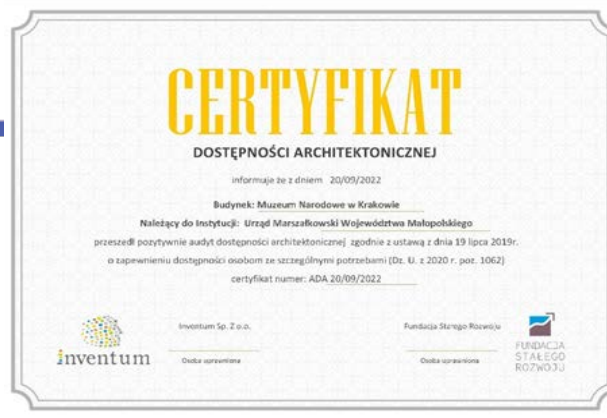 CERTYFIKAT
DOSTĘPNOŚCI ARCHITEKTONICZNEJ
informuje że z dniem 20/09/2022
Budynek: Muzeum Narodowe w Krakowie
Należący do Instytucji: Urząd Marszałkowski Województwa Małopolskiego
przeszedł pozytywnie audyt dostępności architektonicznej zgodnie z ustawą z dnia 19 lipca 2019r.
o zapewnieniu dostępności osobom ze szczególnymi potrzebami (Dz. U. z 2020 r. poz. 1062)
certyfikat numer: ADA 20/09/2022
Inventum Sp. Z o.o.
Fundacja Stałego Rozwoju
inventum
Osoba uprawniona
Osoba uprawniona
FUNDACJA
STAŁEGO
ROZWOJU